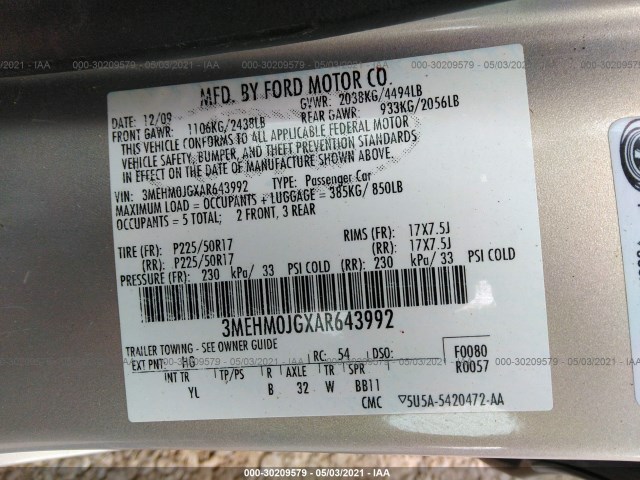 000-30209579 - 05/03/2021 - IAA
MFD. BY FORD MOTOR CO.
12/09 GVWR: 2038KG/4494LB
FRONT GAWR: 1106KG/2438LB REAR GAWR: 933KG/2056LB
THIS VEHICLE CONFORMS TO ALL APPLICABLE FEDERAL MOTOR
VEHICLE SAFETY, BUMPER, AND THEFT PREVENTION STANDARDS
IN EFFECT ON THE DATE OF MANUFACTURE SHOWN ABOVE.
VIN: 3MEHM0JGXAR643992 TYPE: Passenger Car
MAXIMUM LOAD = OCCUPANTS + LUGGAGE = 385KG/ 850LB
OCCUPANTS = 5 TOTAL; 2 FRONT, 3 REAR
TIRE (FR): P225/50R17 RIMS (FR): 17X7.5J
(RR): P225/50R17 (RR): 17X7.5J
PRESSURE (FR): 230 kPa/ 33 PSI COLD (RR): 230 kPa/ 33 PSI COLD
3MEHM0JGXAR643992
TRAILER TOWING - SEE OWNER GUIDE
EXT PNT: HG RC: 54 DSO: F0080
R0057
INT TR TP/PS R AXLE TR SPR
YL B 32 W BB11
CMC 5U5A-5420472-AA
000-30209579 - 05/03/2021 - IAA